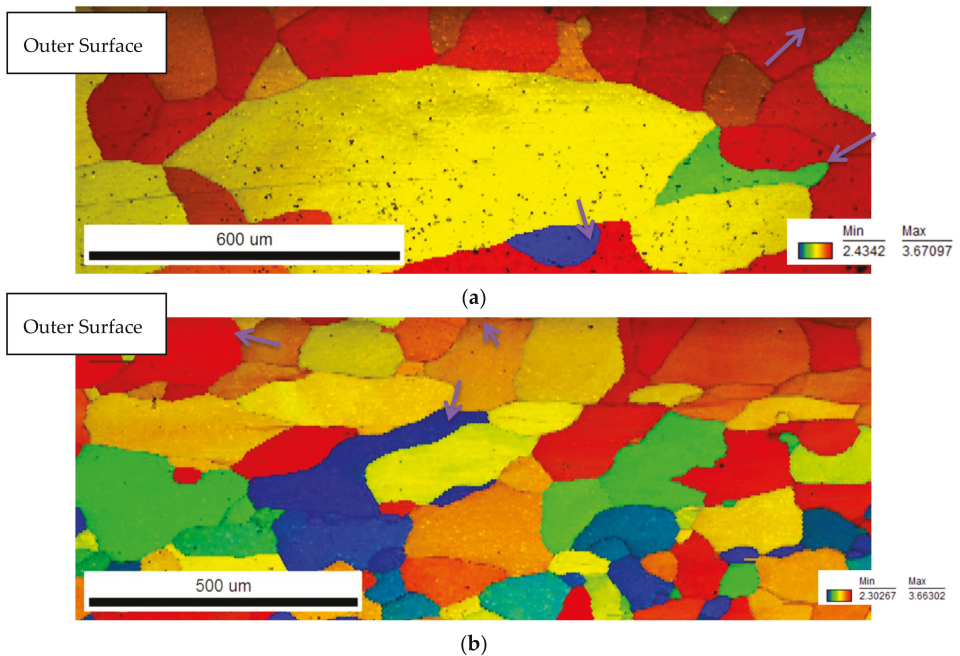 Outer Surface
600 um
Min Max
2.4342 3.67097
(a)
Outer Surface
500 um
Min Max
2.30267 3.66302
(b)